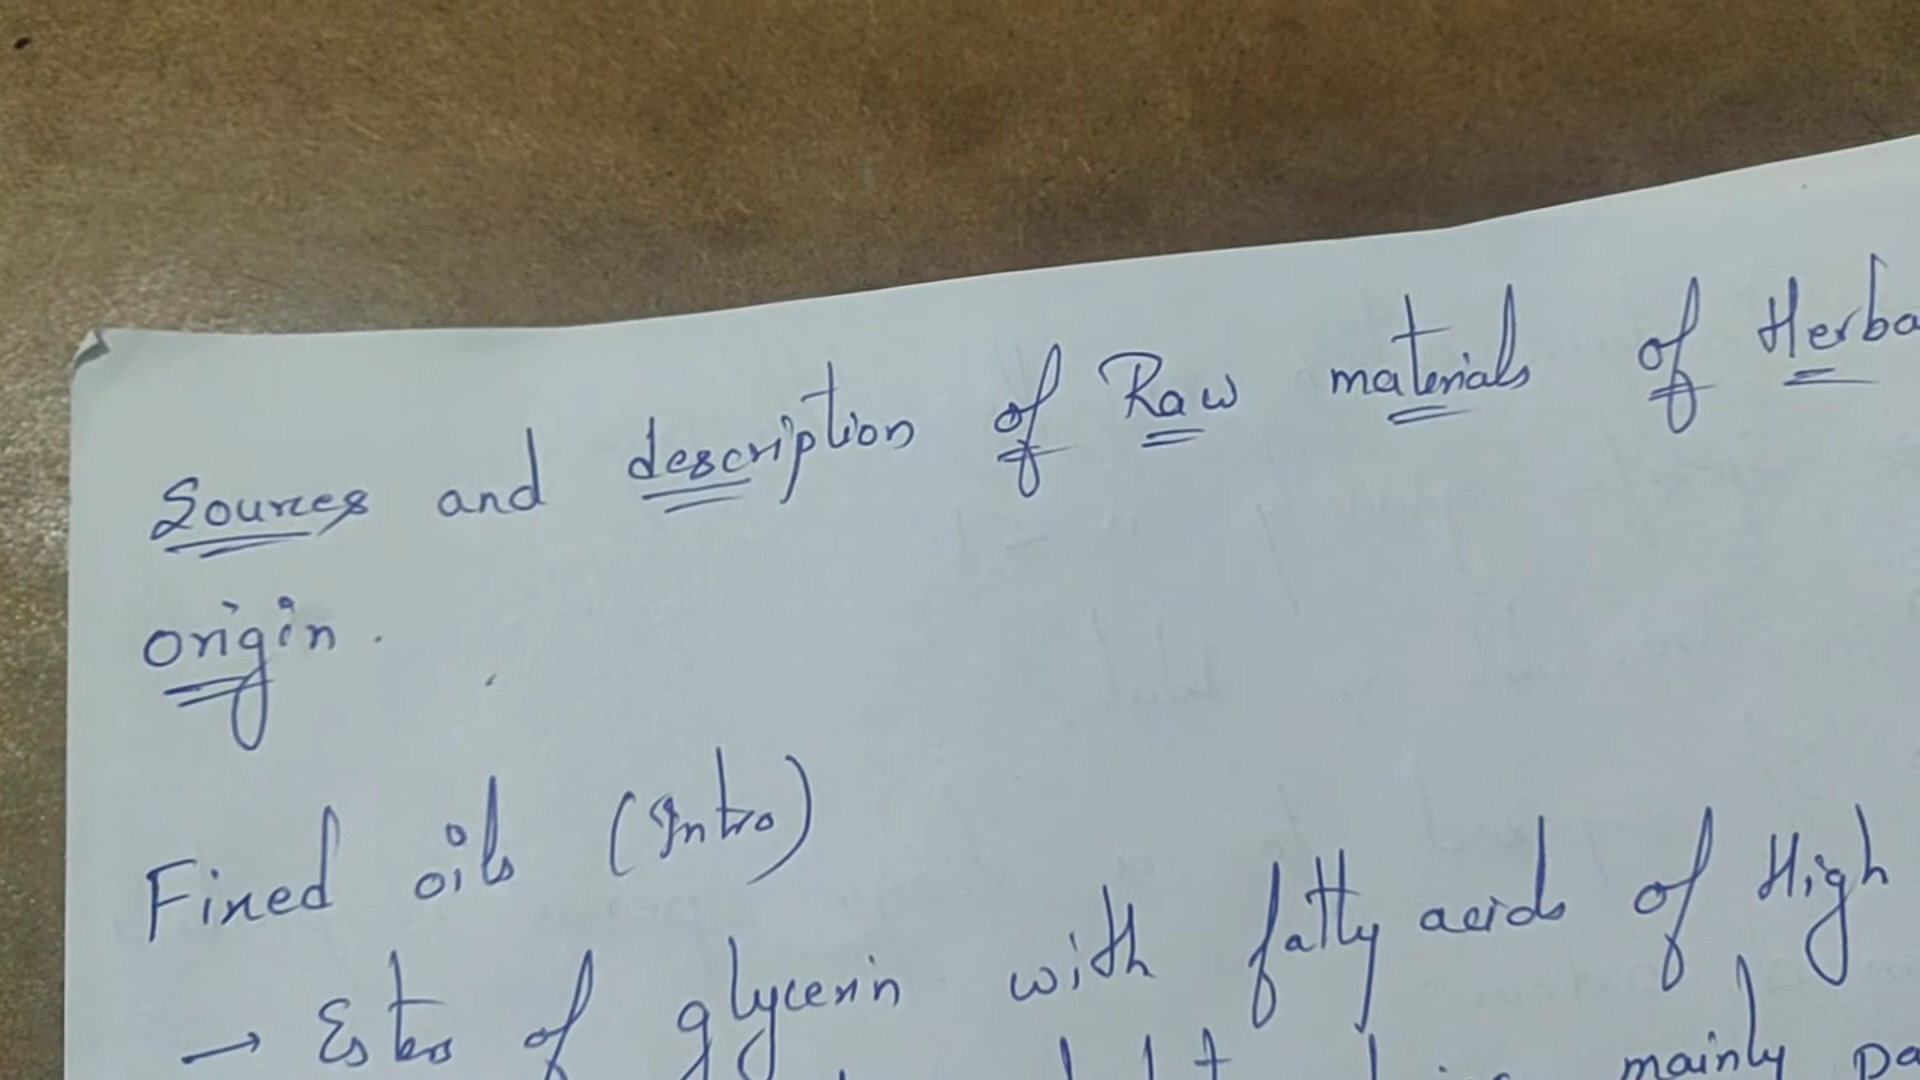 Sources and description of Raw materials of Herba
origin.
Fixed oils (Intro)
→ Esters of glycerin with fatty acids of High
mainly Pa